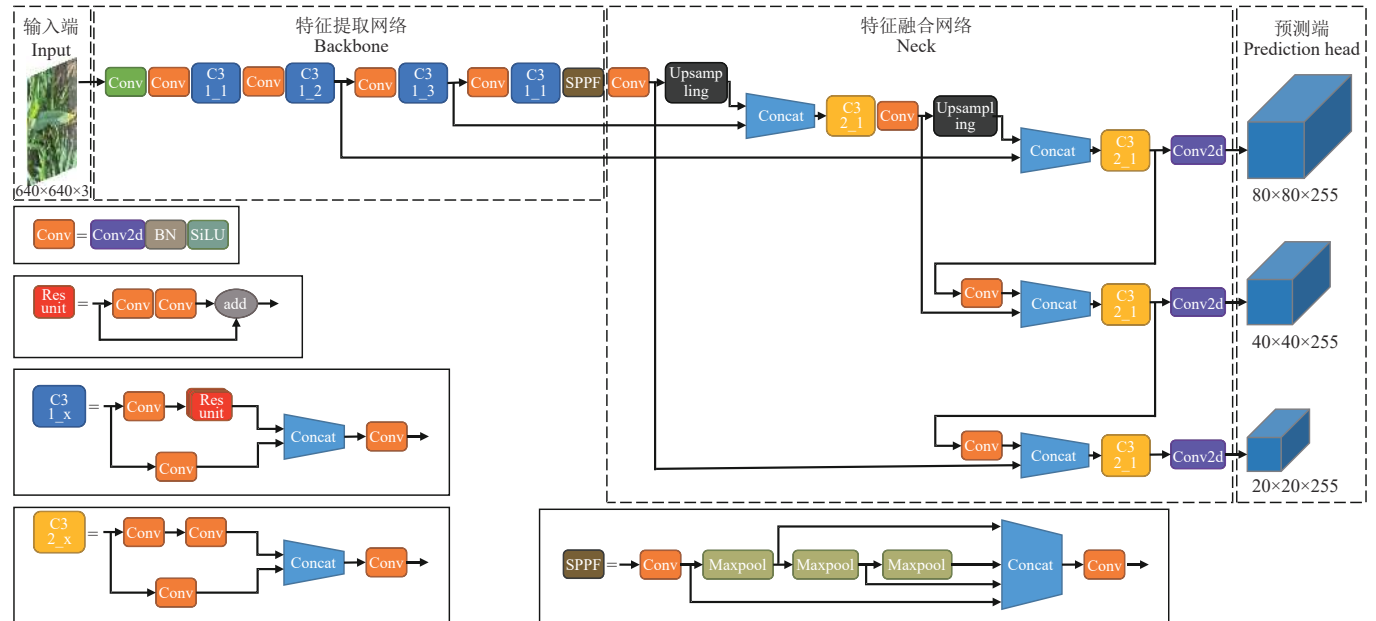 输入端
Input
特征提取网络
Backbone
特征融合网络
Neck
预测端
Prediction head
Conv
Conv
C3
1_1
Conv
C3
1_2
Conv
C3
1_3
Conv
C3
1_1
SPPF
Conv
Upsamp
ling
Concat
C3
2_1
Conv
Upsampl
ing
Concat
C3
2_1
Conv2d
640×640×3
80×80×255
Conv
=
Conv2d
BN
SiLU
Res
unit
=
Conv
Conv
add
Conv
Concat
C3
2_1
Conv2d
40×40×255
C3
1_x
=
Conv
Res
unit
Concat
Conv
Conv
Conv
Concat
C3
2_1
Conv2d
20×20×255
C3
2_x
=
Conv
Conv
Concat
Conv
Conv
SPPF
=
Conv
Maxpool
Maxpool
Maxpool
Concat
Conv